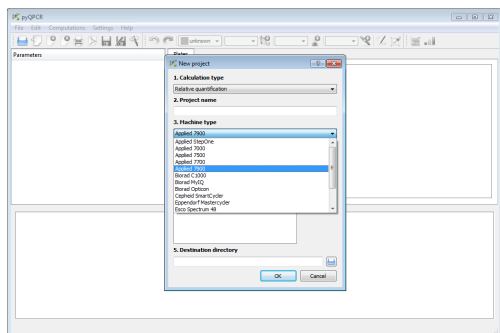 pyQPCR
File Edit Computations Settings Help
unknown
Parameters
Plates
New project
1. Calculation type
Relative quantification
2. Project name
3. Machine type
Applied 7900
Applied StepOne
Applied 7000
Applied 7500
Applied 7700
Applied 7900
Biorad C1000
Biorad MyIQ
Biorad Opticon
Cepheid SmartCycler
Eppendorf Mastercycler
Esco Spectrum 48
5. Destination directory
OK Cancel